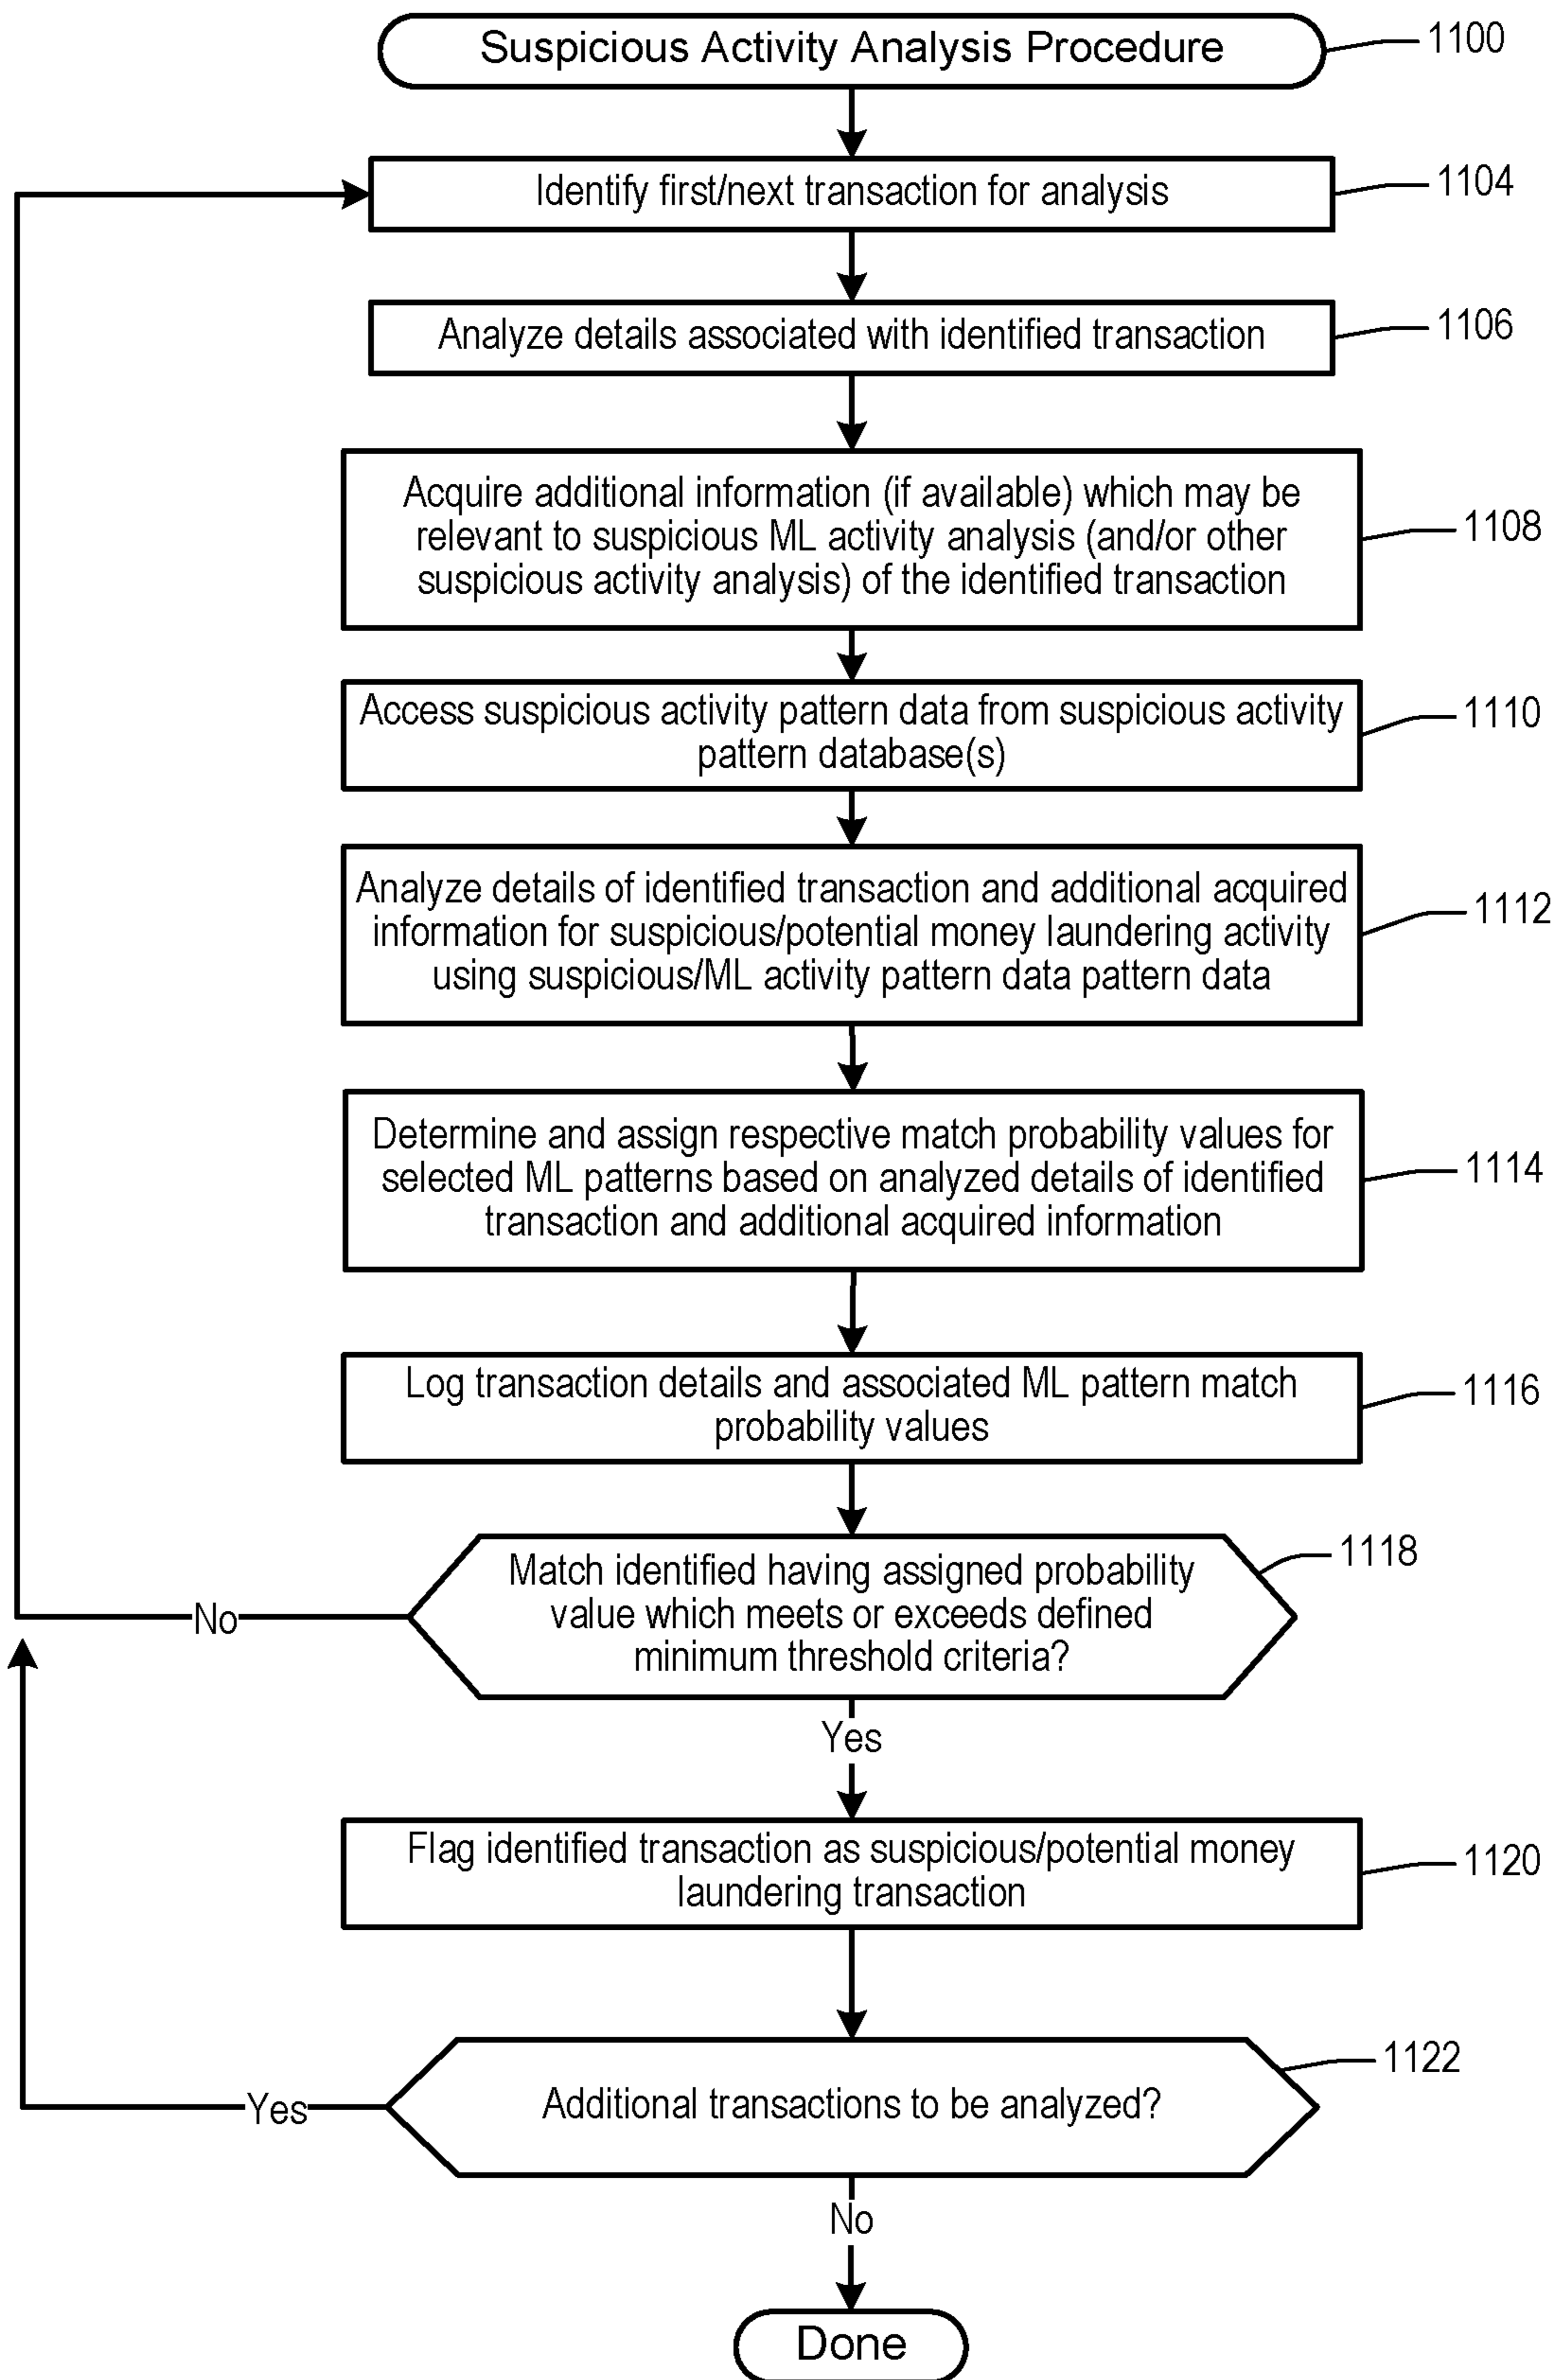 Suspicious Activity Analysis Procedure
1100
Identify first/next transaction for analysis
1104
Analyze details associated with identified transaction
1106
Acquire additional information (if available) which may be
relevant to suspicious ML activity analysis (and/or other
suspicious activity analysis) of the identified transaction
1108
Access suspicious activity pattern data from suspicious activity
pattern database(s)
1110
Analyze details of identified transaction and additional acquired
information for suspicious/potential money laundering activity
using suspicious/ML activity pattern data pattern data
1112
Determine and assign respective match probability values for
selected ML patterns based on analyzed details of identified
transaction and additional acquired information
1114
Log transaction details and associated ML pattern match
probability values
1116
Match identified having assigned probability
value which meets or exceeds defined
minimum threshold criteria?
1118
No
Yes
Flag identified transaction as suspicious/potential money
laundering transaction
1120
Additional transactions to be analyzed?
1122
Yes
No
Done